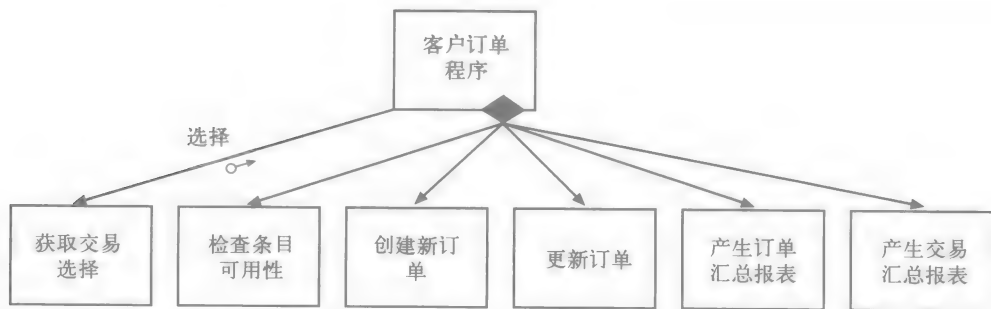 客户订单
程序
选择
获取交易
选择
检查条目
可用性
创建新订
单
更新订单
产生订单
汇总报表
产生交易
汇总报表